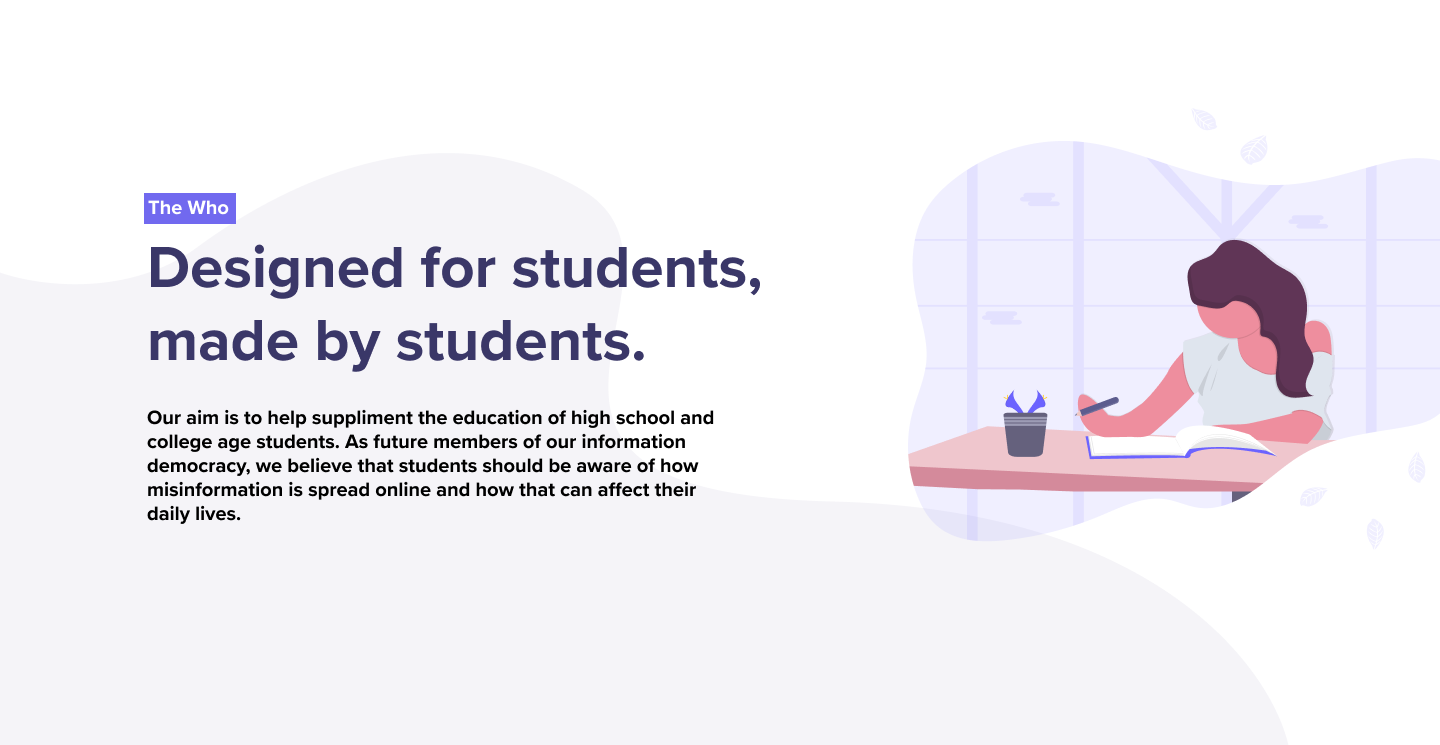 The Who
Designed for students,
made by students.
Our aim is to help suppliment the education of high school and
college age students. As future members of our information
democracy, we believe that students should be aware of how
misinformation is spread online and how that can affect their
daily lives.